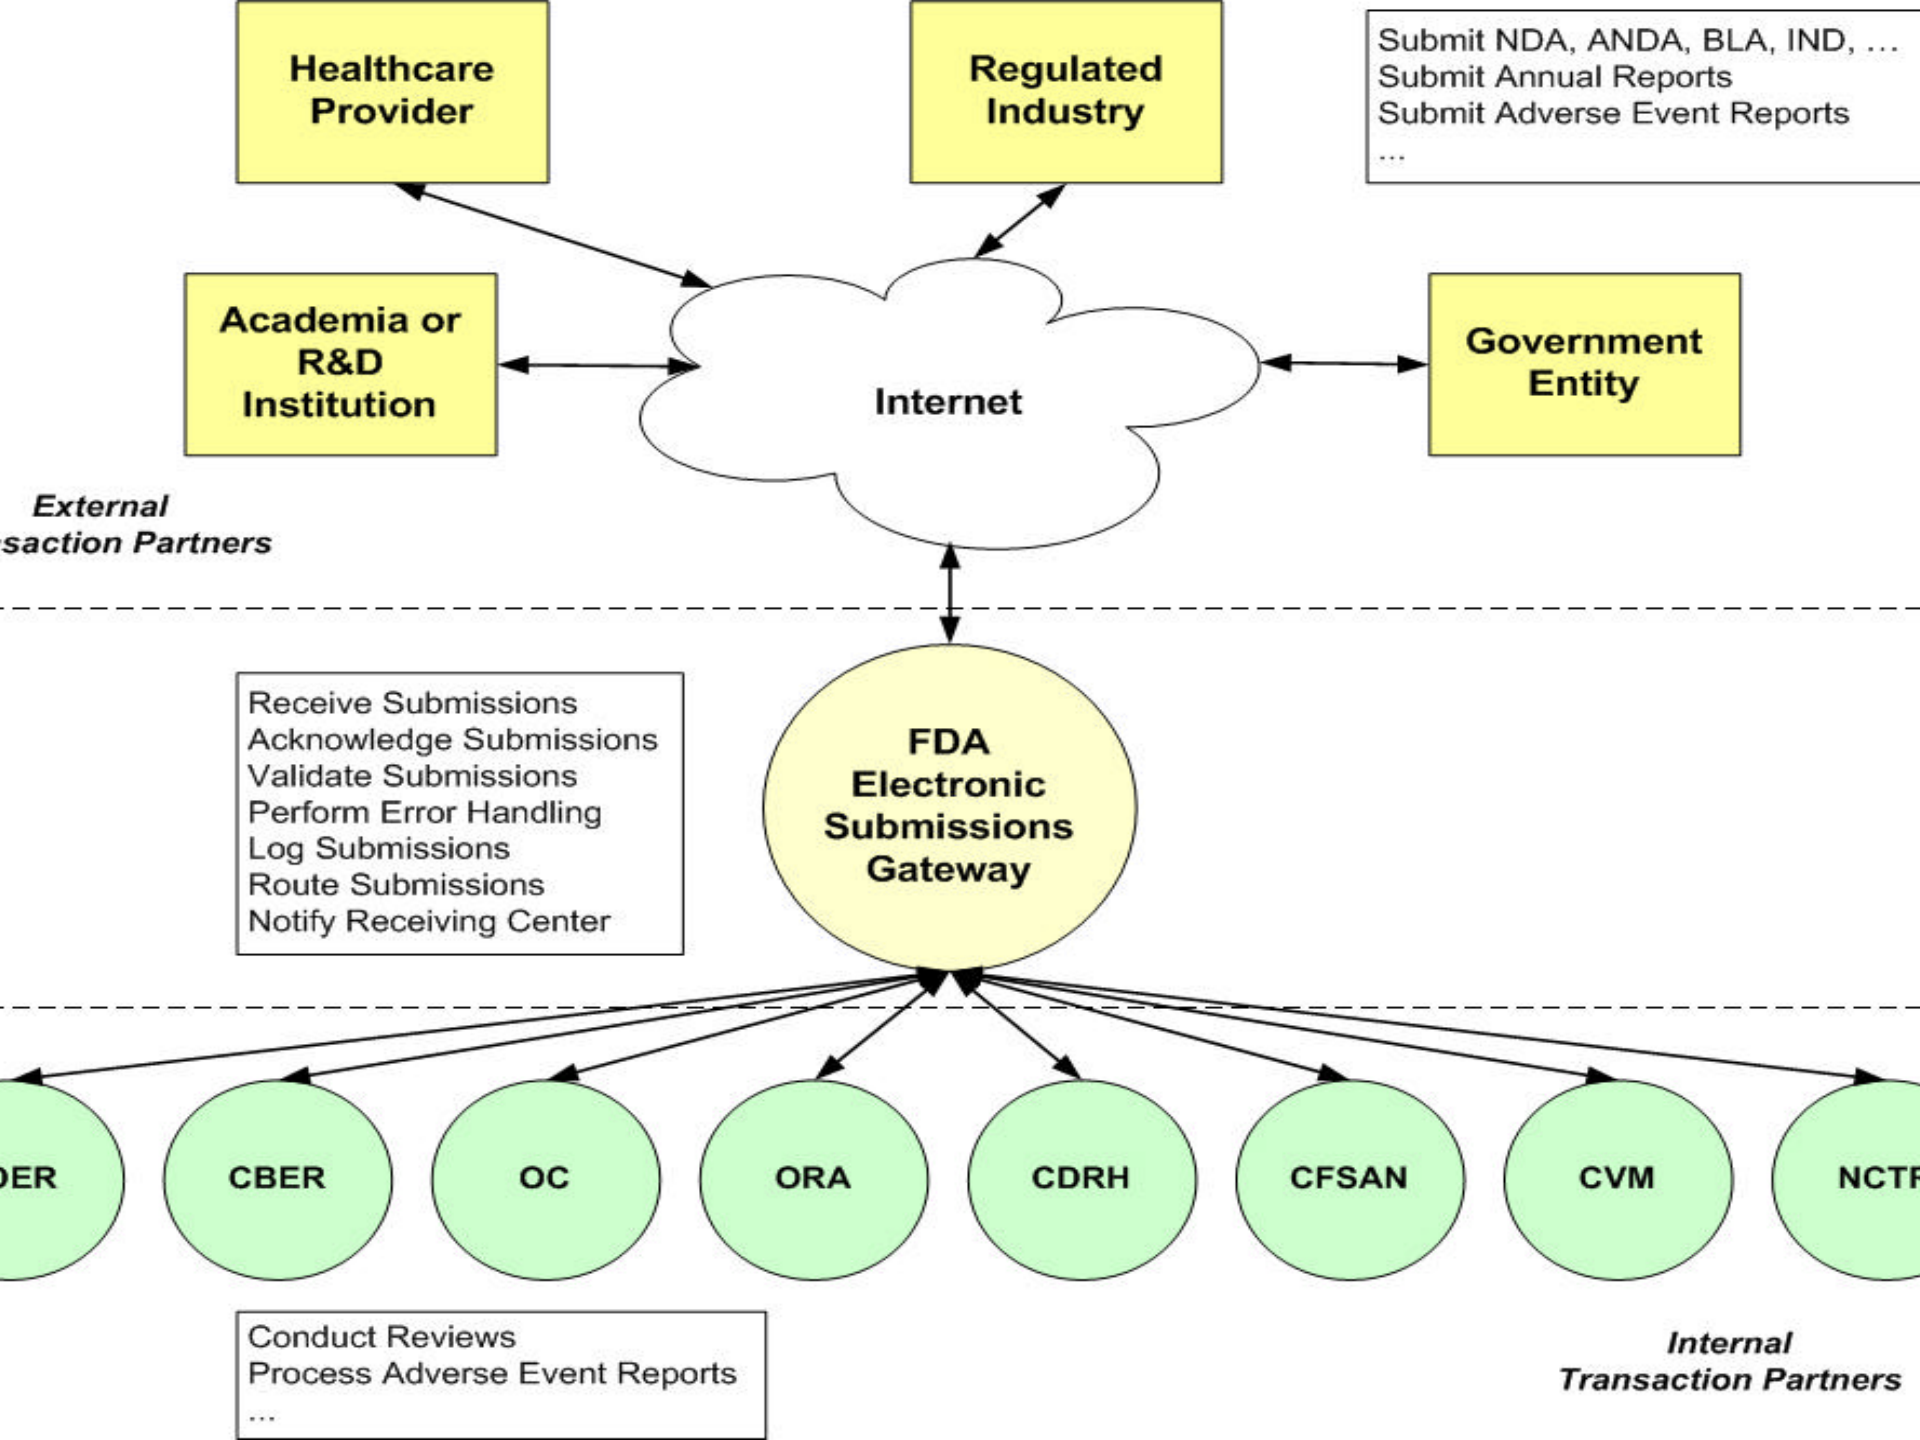 Healthcare
Provider
Regulated
Industry
Submit NDA, ANDA, BLA, IND, ...
Submit Annual Reports
Submit Adverse Event Reports
...
Academia or
R&D
Institution
Internet
Government
Entity
External
saction Partners
Receive Submissions
Acknowledge Submissions
Validate Submissions
Perform Error Handling
Log Submissions
Route Submissions
Notify Receiving Center
FDA
Electronic
Submissions
Gateway
DER
CBER
OC
ORA
CDRH
CFSAN
CVM
NCTR
Conduct Reviews
Process Adverse Event Reports
...
Internal
Transaction Partners